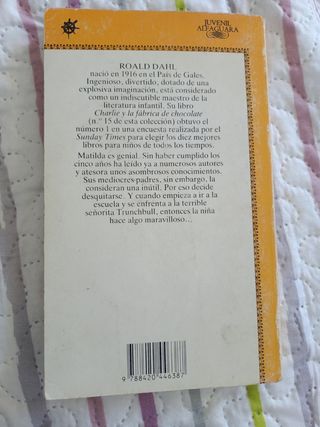 JUVENIL
ALFAGUARA
ROALD DAHL
nació en 1916 en el País de Gales.
Ingenioso, divertido, dotado de una
explosiva imaginación, está considerado
como un indiscutible maestro de la
literatura infantil. Su libro
Charlie y la fábrica de chocolate
(n.º 15 de esta colección) obtuvo el
número 1 en una encuesta realizada por el
Sunday Times para elegir los diez mejores
libros para niños de todos los tiempos.
Matilda es genial. Sin haber cumplido los
cinco años ha leído ya a numerosos autores
y atesora unos asombrosos conocimientos.
Sus mediocres padres, sin embargo, la
consideran una inútil. Por eso decide
desquitarse. Y cuando empieza a ir a la
escuela y se enfrenta a la terrible
señorita Trunchbull, entonces la niña
hace algo maravilloso...
9 788420 446387